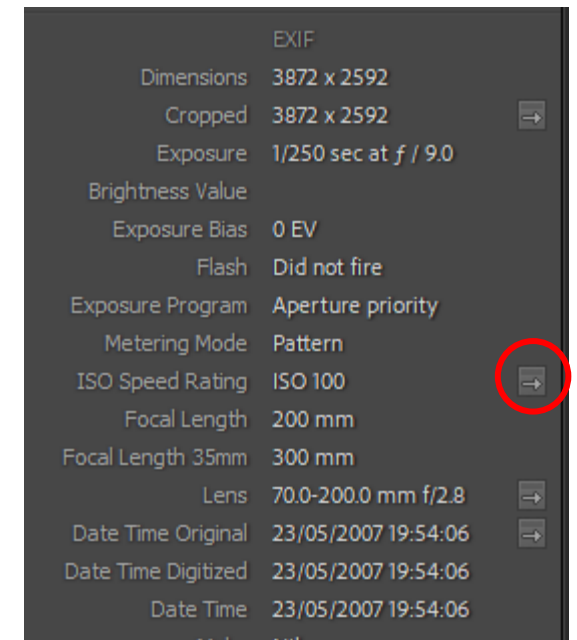 EXIF
Dimensions 3872 x 2592
Cropped 3872 x 2592
Exposure 1/250 sec at ƒ / 9.0
Brightness Value
Exposure Bias 0 EV
Flash Did not fire
Exposure Program Aperture priority
Metering Mode Pattern
ISO Speed Rating ISO 100
Focal Length 200 mm
Focal Length 35mm 300 mm
Lens 70.0-200.0 mm f/2.8
Date Time Original 23/05/2007 19:54:06
Date Time Digitized 23/05/2007 19:54:06
Date Time 23/05/2007 19:54:06